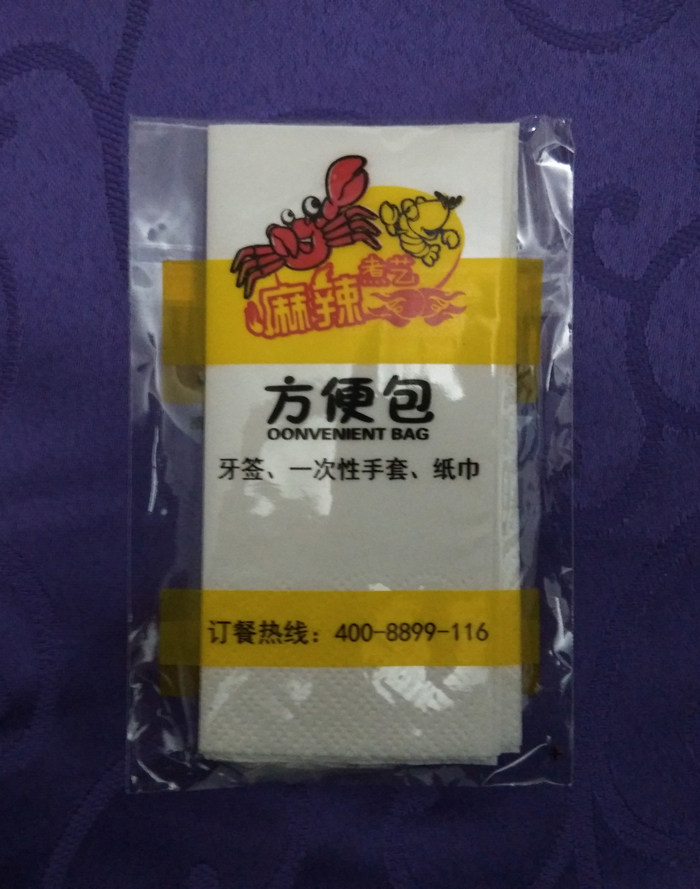 麻辣煮艺
方便包
OONVENIENT BAG
牙签、一次性手套、纸巾
订餐热线：400-8899-116